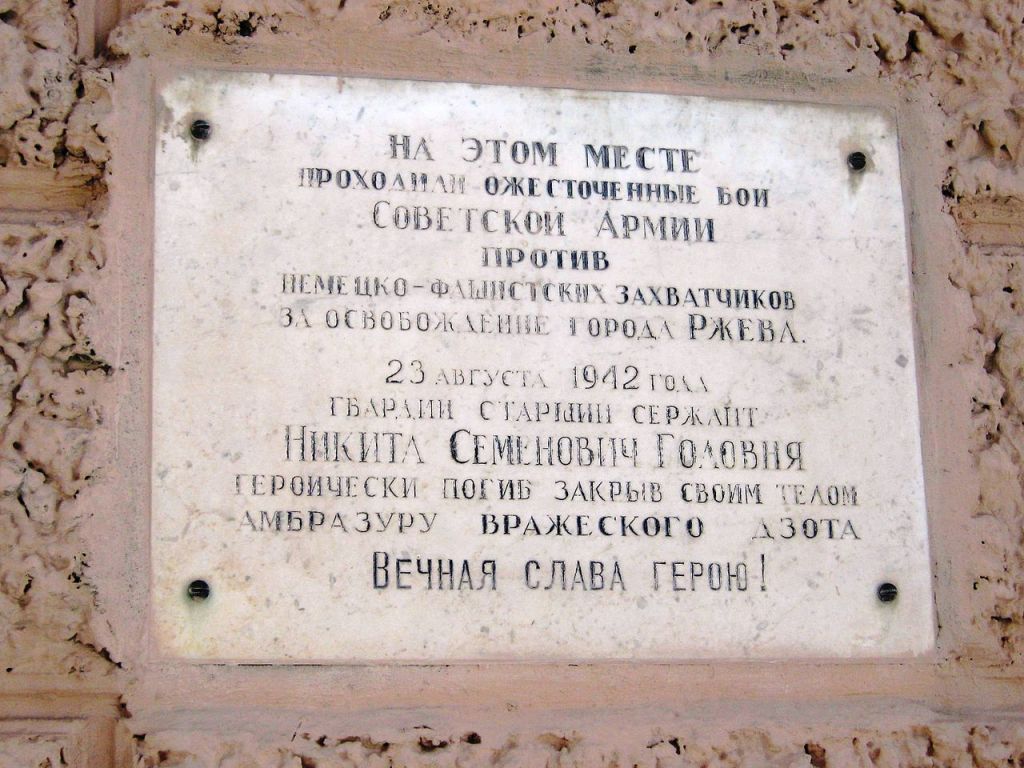 На этом месте
проходили ожесточенные бои
Советской Армии
против
немецко-фашистских захватчиков
за освобождение города Ржева.
23 августа 1942 года
гвардии старший сержант
Никита Семенович Головня
героически погиб закрыв своим телом
амбразуру вражеского дзота
Вечная слава герою!